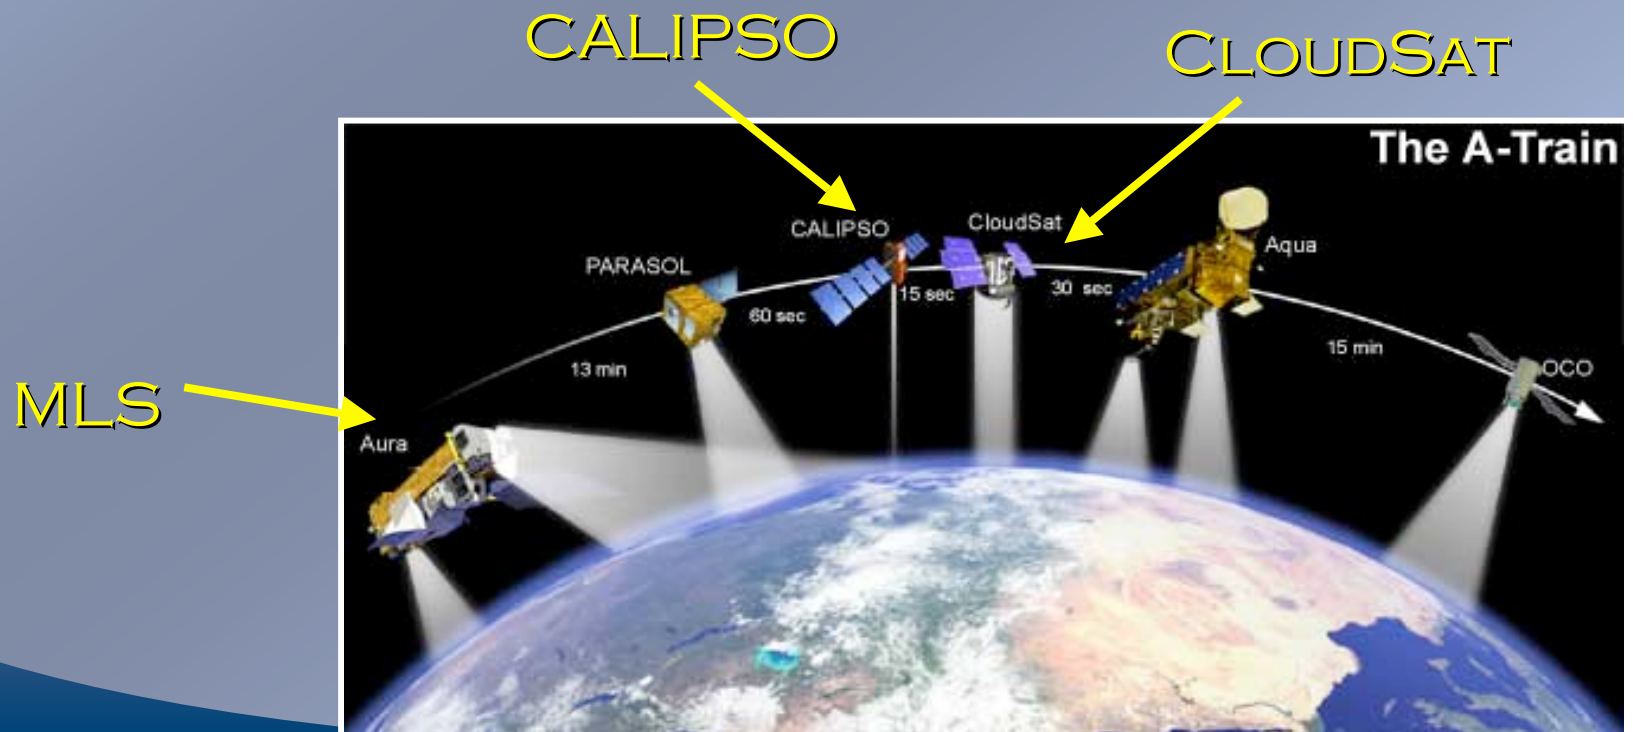 CALIPSO
CLOUDSAT
The A-Train
CALIPSO
CloudSat
Aqua
PARASOL
15 sec
30 sec
60 sec
15 min
OCO
13 min
MLS
Aura